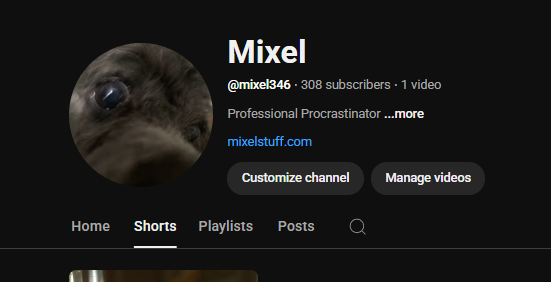 Mixel
@mixel346 · 308 subscribers · 1 video
Professional Procrastinator ...more
mixelstuff.com
Customize channel Manage videos
Home Shorts Playlists Posts